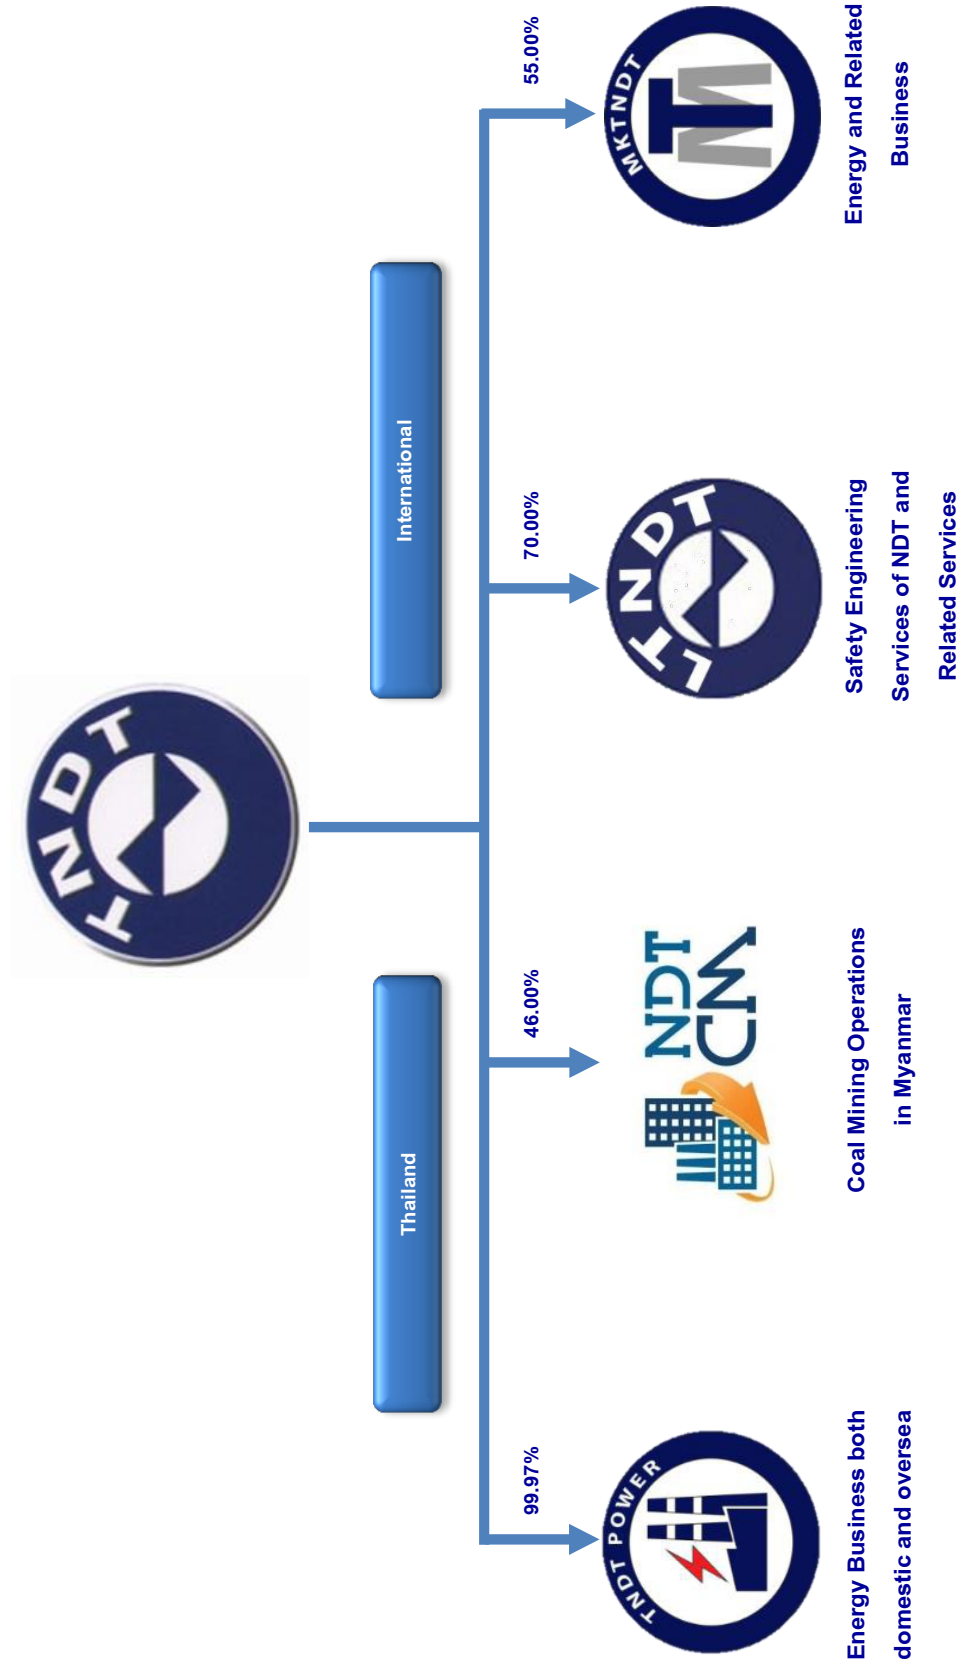 TNDT
Thailand
International
99.97%
46.00%
70.00%
55.00%
TNDT POWER
NDT
CM
LTNDT
MKTNDT
TM
Energy Business both
domestic and oversea
Coal Mining Operations
in Myanmar
Safety Engineering
Services of NDT and
Related Services
Energy and Related
Business